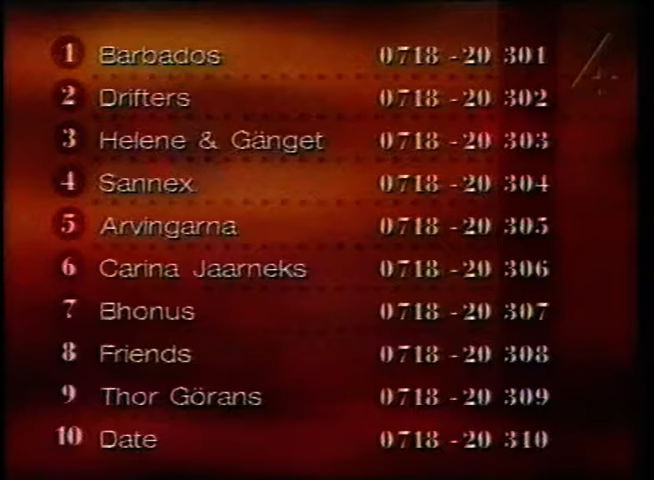 1 Barbados 0718 - 20 301
2 Drifters 0718 - 20 302
3 Helene & Gänget 0718 - 20 303
4 Sannex 0718 - 20 304
5 Arvingarna 0718 - 20 305
6 Carina Jaarneks 0718 - 20 306
7 Bhonus 0718 - 20 307
8 Friends 0718 - 20 308
9 Thor Görans 0718 - 20 309
10 Date 0718 - 20 310
4